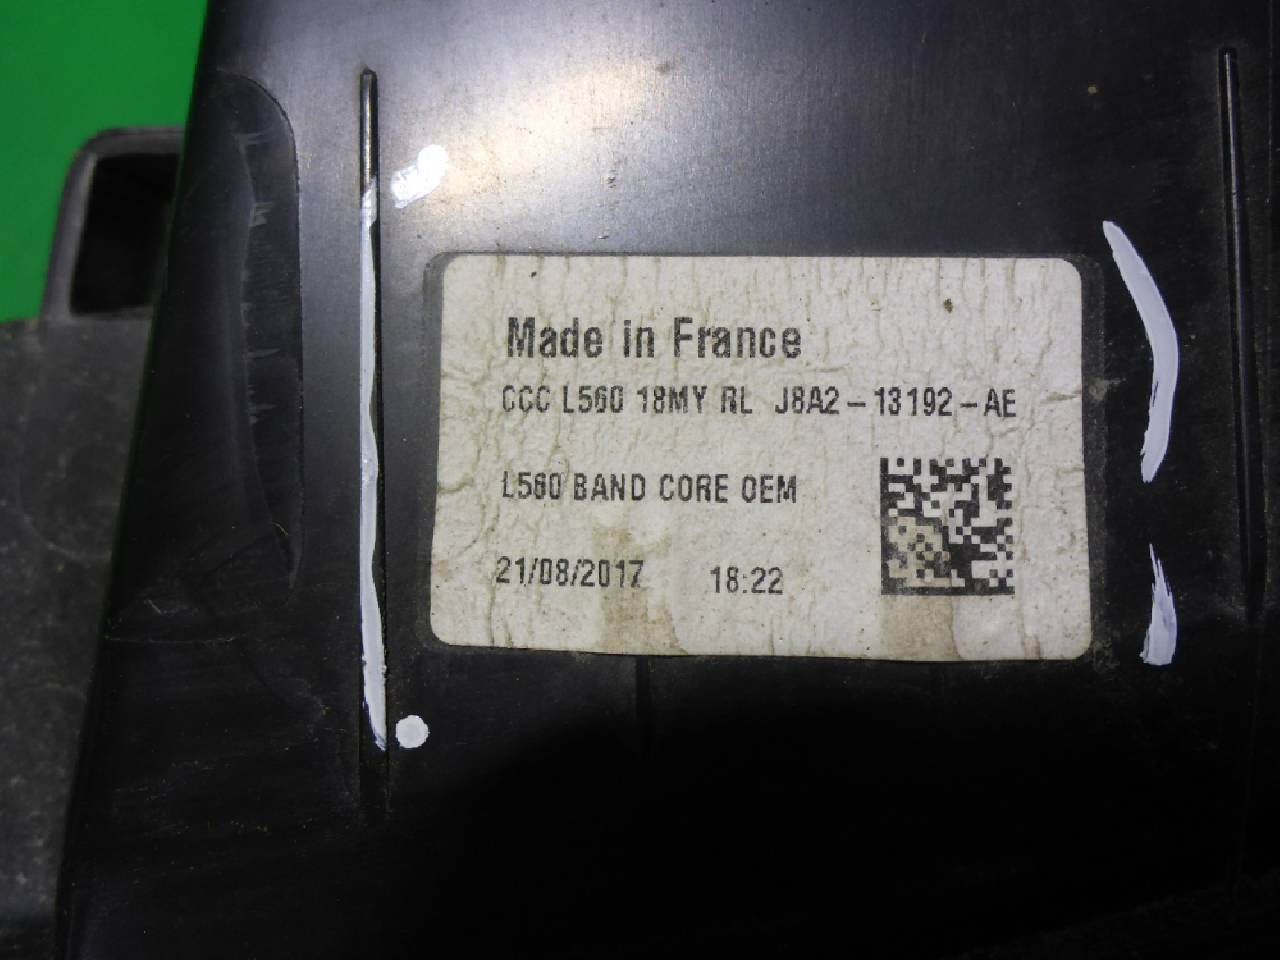 Made in France
CCC L560 18MY RL J8A2-13192-AE
L560 BAND CORE OEM
21/08/2017 18:22